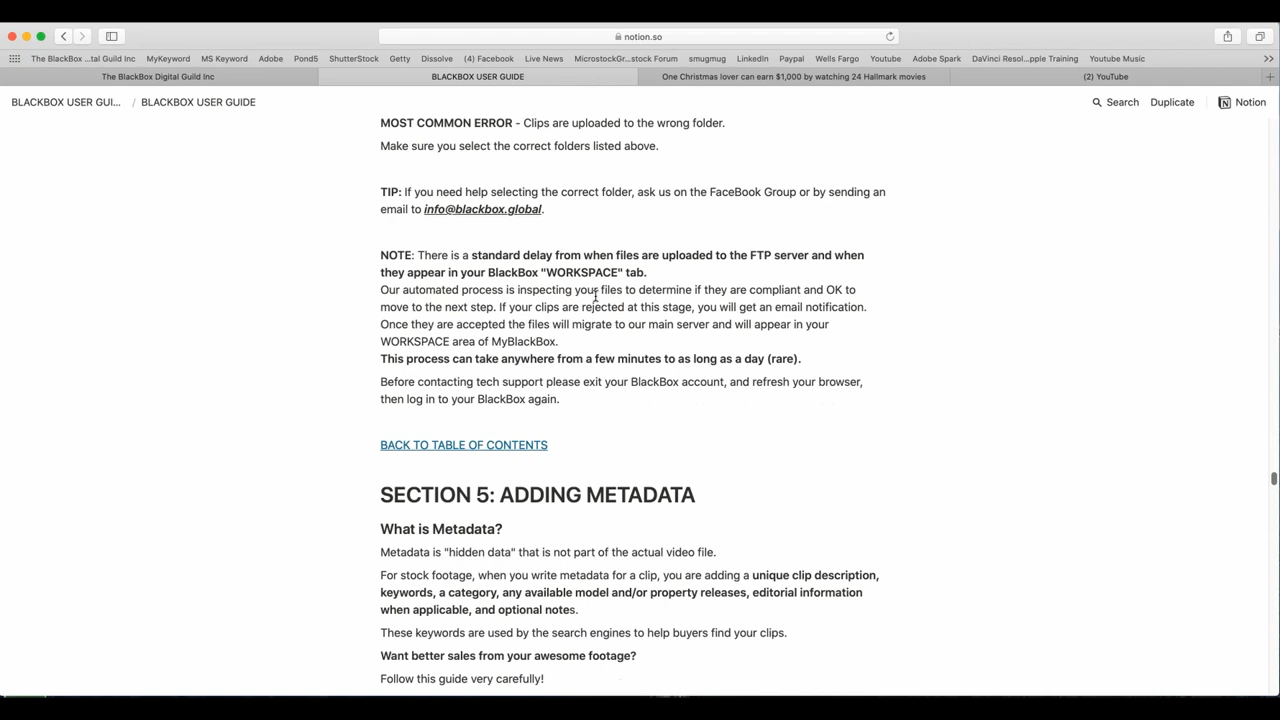 notion.so
The BlackBox ...tal Guild Inc MyKeyword MS Keyword Adobe Pond5 ShutterStock Getty Dissolve (4) Facebook Live News MicrostockGr...stock Forum smugmug LinkedIn Paypal Wells Fargo Youtube Adobe Spark DaVinci Resol...pple Training Youtube Music
The BlackBox Digital Guild Inc BLACKBOX USER GUIDE One Christmas lover can earn $1,000 by watching 24 Hallmark movies (2) YouTube
BLACKBOX USER GUI... / BLACKBOX USER GUIDE Search Duplicate Notion
MOST COMMON ERROR - Clips are uploaded to the wrong folder.
Make sure you select the correct folders listed above.
TIP: If you need help selecting the correct folder, ask us on the FaceBook Group or by sending an
email to info@blackbox.global.
NOTE: There is a standard delay from when files are uploaded to the FTP server and when
they appear in your BlackBox "WORKSPACE" tab.
Our automated process is inspecting your files to determine if they are compliant and OK to
move to the next step. If your clips are rejected at this stage, you will get an email notification.
Once they are accepted the files will migrate to our main server and will appear in your
WORKSPACE area of MyBlackBox.
This process can take anywhere from a few minutes to as long as a day (rare).
Before contacting tech support please exit your BlackBox account, and refresh your browser,
then log in to your BlackBox again.
BACK TO TABLE OF CONTENTS
SECTION 5: ADDING METADATA
What is Metadata?
Metadata is "hidden data" that is not part of the actual video file.
For stock footage, when you write metadata for a clip, you are adding a unique clip description,
keywords, a category, any available model and/or property releases, editorial information
when applicable, and optional notes.
These keywords are used by the search engines to help buyers find your clips.
Want better sales from your awesome footage?
Follow this guide very carefully!